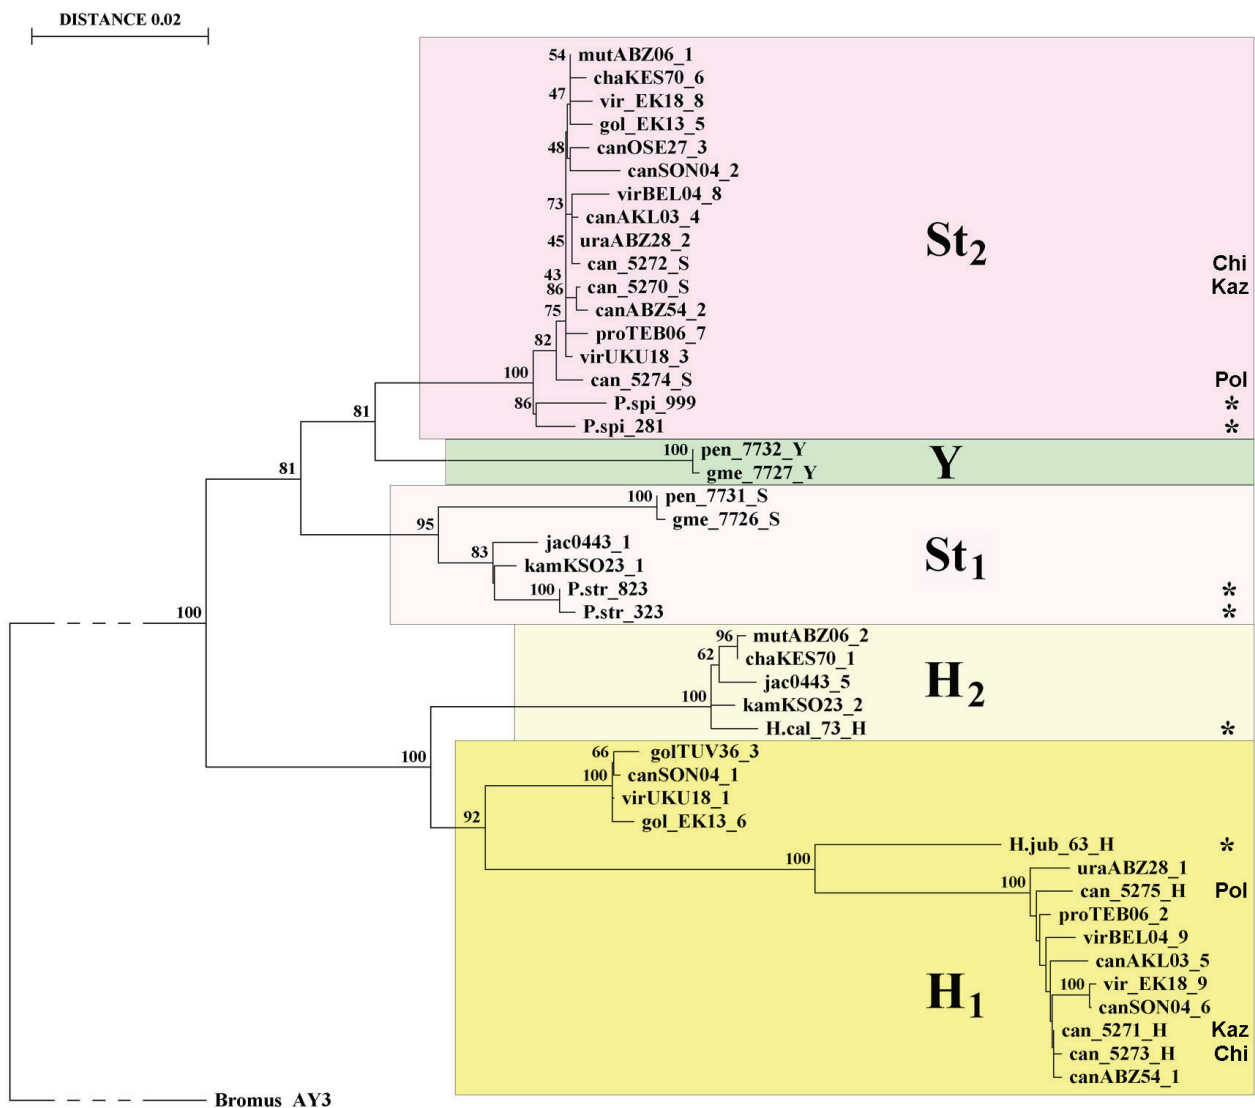 DISTANCE 0.02
54 mutABZ06_1
chaKES70_6
47 vir_EK18_8
gol_EK13_5
48 canOSE27_3
canSON04_2
virBEL04_8
73 canAKL03_4
45 uraABZ28_2
St2
can_5272_S Chi
43
86 can_5270_S Kaz
75 canABZ54_2
proTEB06_7
82 virUKU18_3
100 can_5274_S Pol
86 P.spi_999 *
P.spi_281 *
81
100 pen_7732_Y
gme_7727_Y
Y
81
100 pen_7731_S
gme_7726_S
95
83 jac0443_1
St1
kamKSO23_1
100 P.str_823 *
P.str_323 *
100
96 mutABZ06_2
62 chaKES70_1
jac0443_5
H2
100 kamKSO23_2
H.cal_73_H *
66 golTUV36_3
100
100 canSON04_1
virUKU18_1
92 gol_EK13_6
H.jub_63_H *
100
uraABZ28_1
100 can_5275_H Pol
proTEB06_2
virBEL04_9
canAKL03_5
100 vir_EK18_9
H1
canSON04_6
can_5271_H Kaz
can_5273_H Chi
canABZ54_1
Bromus AY3